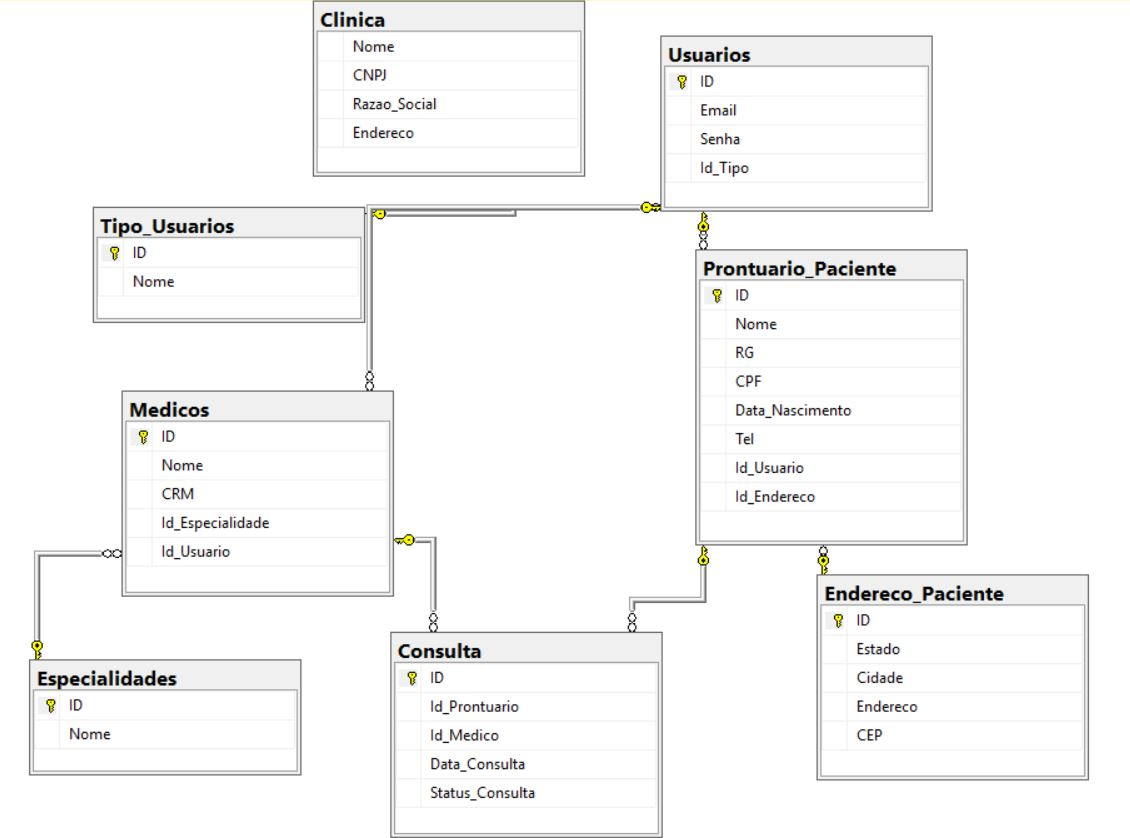 Clinica
Nome
CNPJ
Razao_Social
Endereco
Usuarios
ID
Email
Senha
Id_Tipo
Tipo_Usuarios
ID
Nome
Prontuario_Paciente
ID
Nome
RG
CPF
Data_Nascimento
Tel
Id_Usuario
Id_Endereco
Medicos
ID
Nome
CRM
Id_Especialidade
Id_Usuario
Endereco_Paciente
ID
Estado
Cidade
Endereco
CEP
Consulta
ID
Id_Prontuario
Id_Medico
Data_Consulta
Status_Consulta
Especialidades
ID
Nome